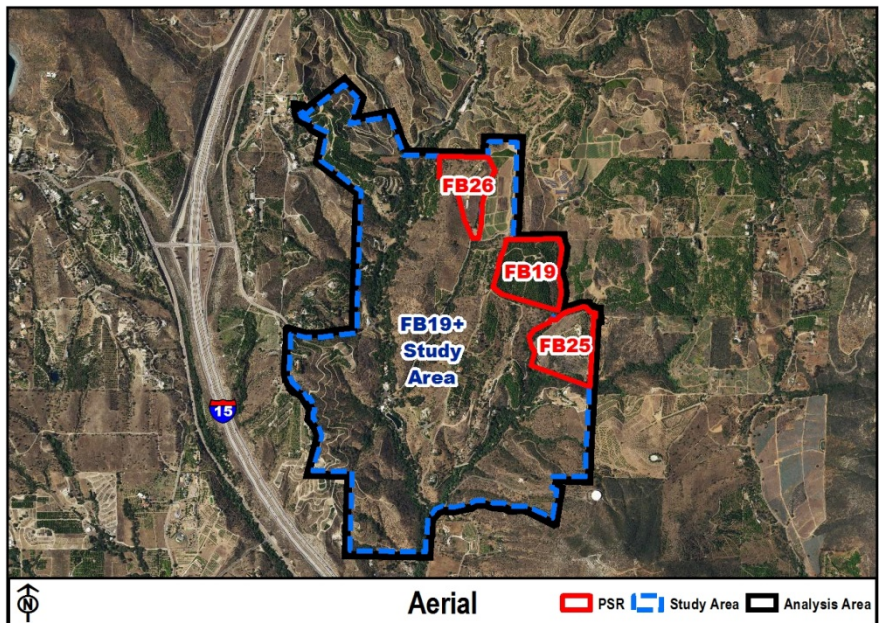 FB26
FB19
FB19+
Study
Area
FB25
15
N
Aerial
PSR
Study Area
Analysis Area